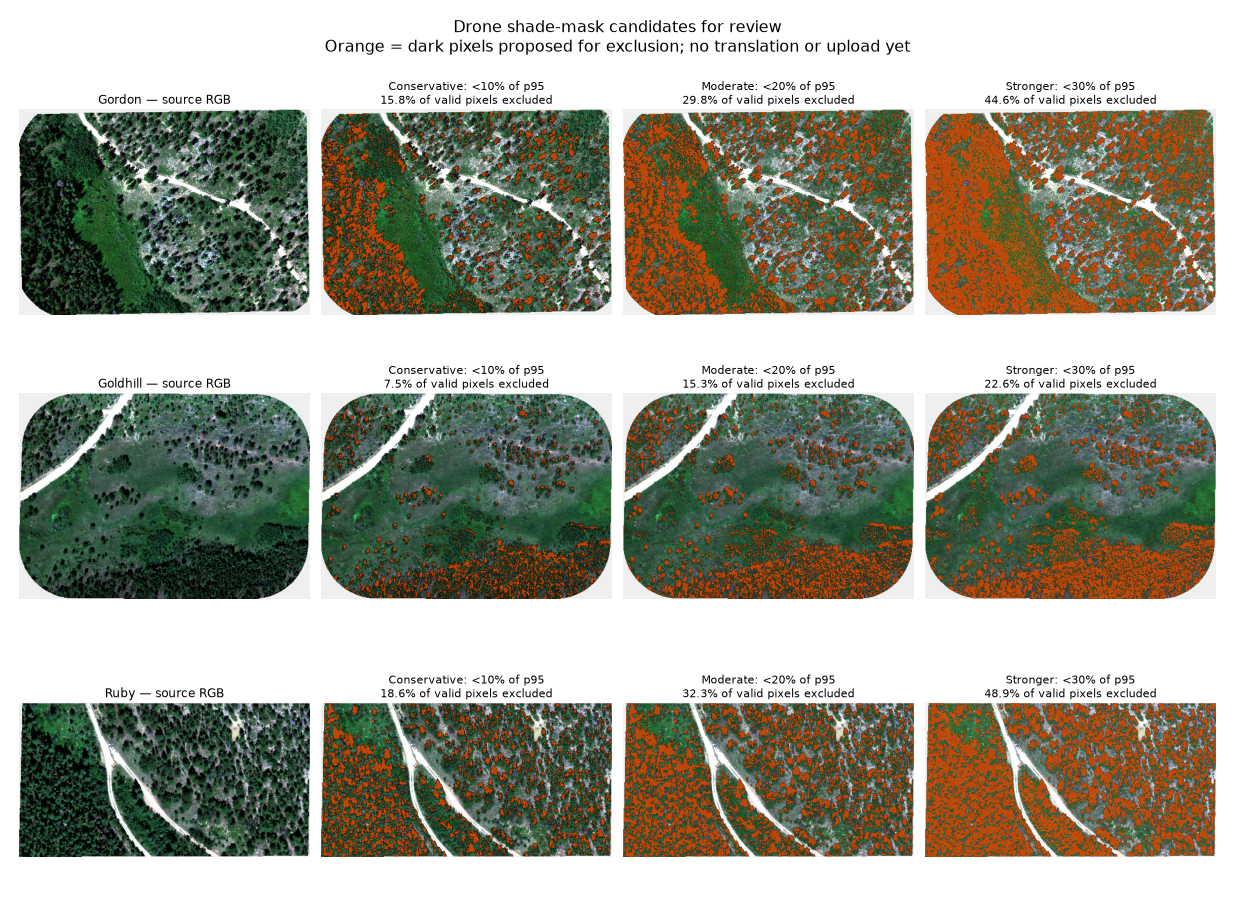 Drone shade-mask candidates for review
Orange = dark pixels proposed for exclusion; no translation or upload yet
Gordon — source RGB
Conservative: <10% of p95
15.8% of valid pixels excluded
Moderate: <20% of p95
29.8% of valid pixels excluded
Stronger: <30% of p95
44.6% of valid pixels excluded
Goldhill — source RGB
Conservative: <10% of p95
7.5% of valid pixels excluded
Moderate: <20% of p95
15.3% of valid pixels excluded
Stronger: <30% of p95
22.6% of valid pixels excluded
Ruby — source RGB
Conservative: <10% of p95
18.6% of valid pixels excluded
Moderate: <20% of p95
32.3% of valid pixels excluded
Stronger: <30% of p95
48.9% of valid pixels excluded